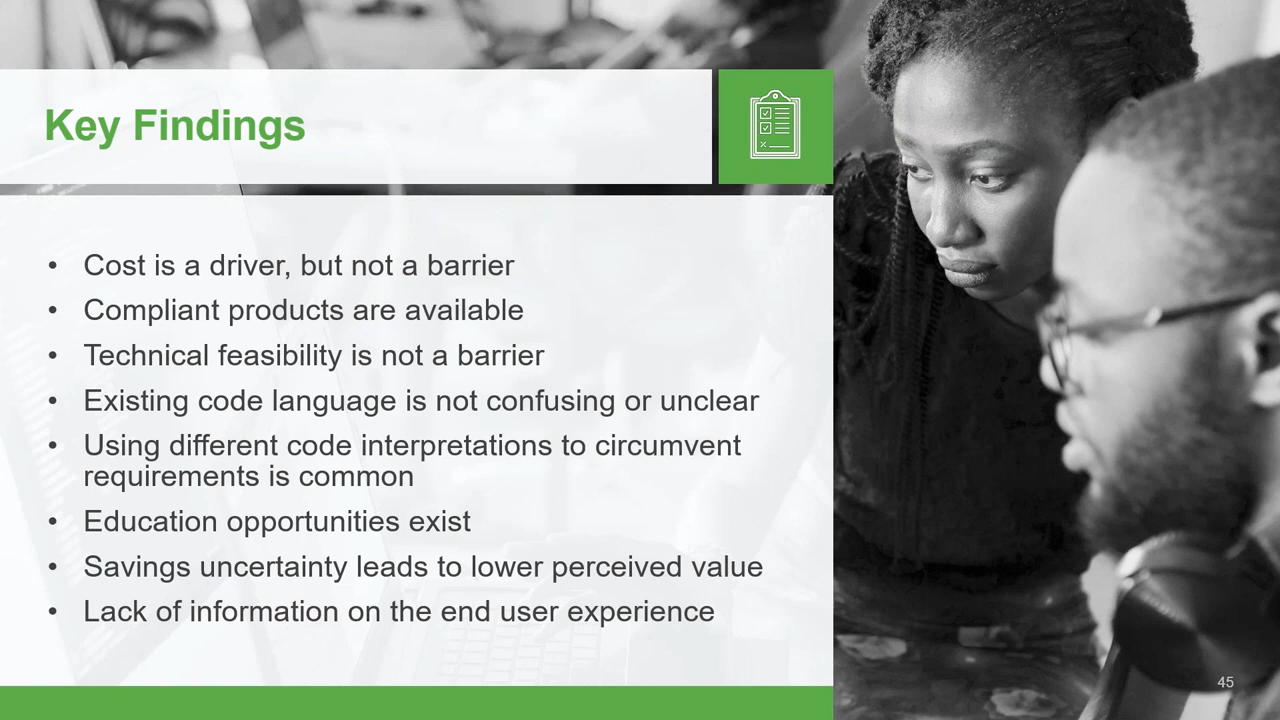 Key Findings
• Cost is a driver, but not a barrier
• Compliant products are available
• Technical feasibility is not a barrier
• Existing code language is not confusing or unclear
• Using different code interpretations to circumvent
requirements is common
• Education opportunities exist
• Savings uncertainty leads to lower perceived value
• Lack of information on the end user experience
45